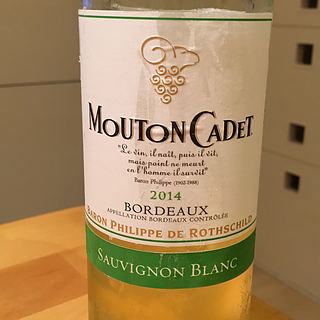 MOUTON CADET
"Le vin, il naît, puis il vit,
mais point ne meurt
en l'homme il survit"
Baron Philippe (1902-1988)
2014
BORDEAUX
APPELLATION BORDEAUX CONTRÔLÉE
BARON PHILIPPE DE ROTHSCHILD
SAUVIGNON BLANC